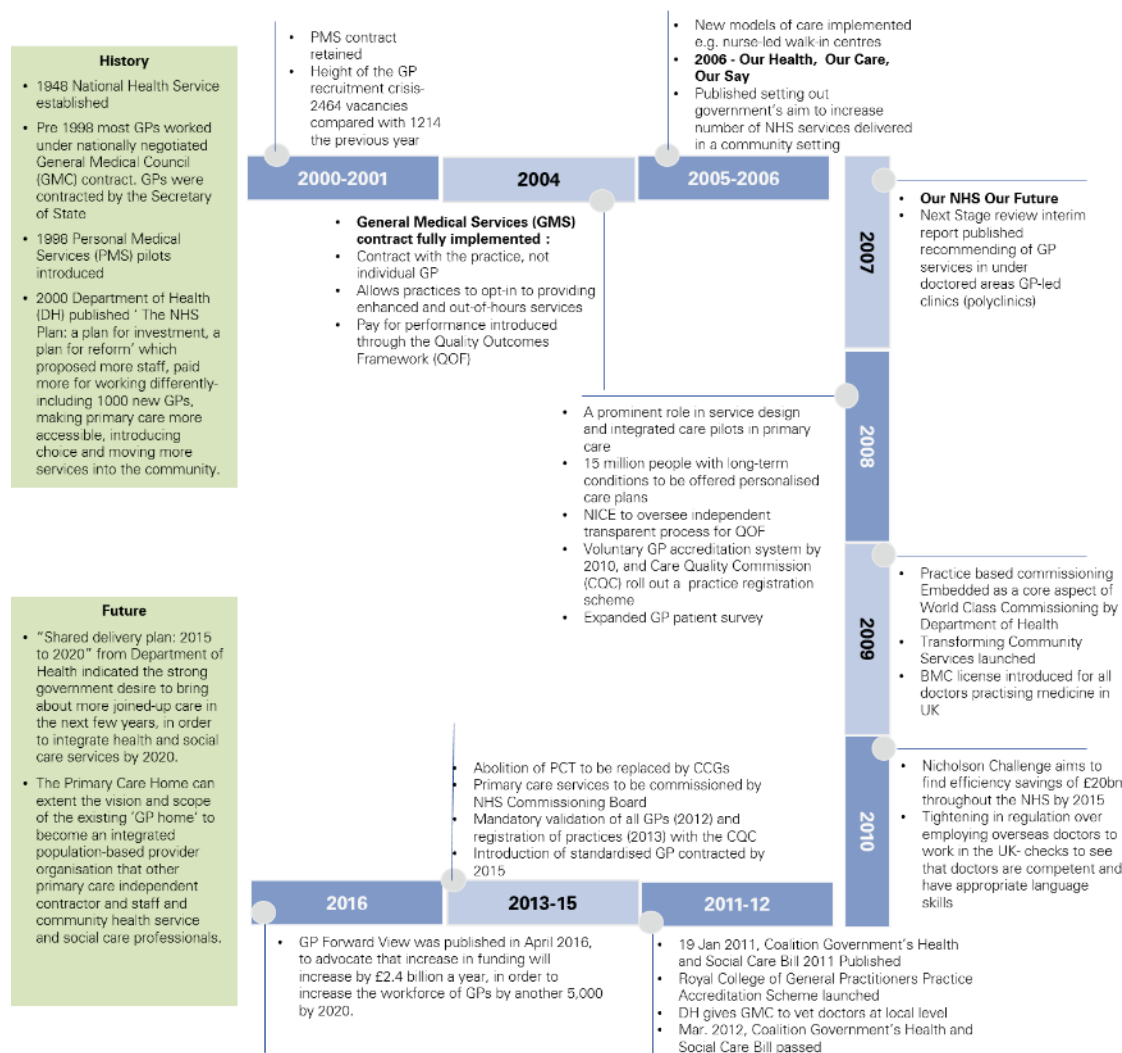 History
• 1948 National Health Service
established
• Pre 1998 most GPs worked
under nationally negotiated
General Medical Council
(GMC) contract. GPs were
contracted by the Secretary
of State
• 1998 Personal Medical
Services (PMS) pilots
introduced
• 2000 Department of Health
(DH) published ‘ The NHS
Plan: a plan for investment, a
plan for reform’ which
proposed more staff, paid
more for working differently-
including 1000 new GPs,
making primary care more
accessible, introducing
choice and moving more
services into the community.
• PMS contract
retained
• Height of the GP
recruitment crisis-
2464 vacancies
compared with 1214
the previous year
2000-2001
2004
• General Medical Services (GMS)
contract fully implemented :
• Contract with the practice, not
individual GP
• Allows practices to opt-in to providing
enhanced and out-of-hours services
• Pay for performance introduced
through the Quality Outcomes
Framework (QOF)
• New models of care implemented
e.g. nurse-led walk-in centres
• 2006 - Our Health, Our Care,
Our Say
• Published setting out
government’s aim to increase
number of NHS services delivered
in a community setting
2005-2006
2007
• Our NHS Our Future
• Next Stage review interim
report published
recommending of GP
services in under
doctored areas GP-led
clinics (polyclinics)
2008
• A prominent role in service design
and integrated care pilots in primary
care
• 15 million people with long-term
conditions to be offered personalised
care plans
• NICE to oversee independent
transparent process for QOF
• Voluntary GP accreditation system by
2010, and Care Quality Commission
(CQC) roll out a practice registration
scheme
• Expanded GP patient survey
2009
• Practice based commissioning
Embedded as a core aspect of
World Class Commissioning by
Department of Health
• Transforming Community
Services launched
• BMC license introduced for all
doctors practising medicine in
UK
2010
• Nicholson Challenge aims to
find efficiency savings of £20bn
throughout the NHS by 2015
• Tightening in regulation over
employing overseas doctors to
work in the UK- checks to see
that doctors are competent and
have appropriate language
skills
2011-12
• 19 Jan 2011, Coalition Government’s Health
and Social Care Bill 2011 Published
• Royal College of General Practitioners Practice
Accreditation Scheme launched
• DH gives GMC to vet doctors at local level
• Mar. 2012, Coalition Government’s Health and
Social Care Bill passed
• Abolition of PCT to be replaced by CCGs
• Primary care services to be commissioned by
NHS Commissioning Board
• Mandatory validation of all GPs (2012) and
registration of practices (2013) with the CQC
• Introduction of standardised GP contracted by
2015
2013-15
2016
• GP Forward View was published in April 2016,
to advocate that increase in funding will
increase by £2.4 billion a year, in order to
increase the workforce of GPs by another 5,000
by 2020.
Future
• “Shared delivery plan: 2015
to 2020” from Department of
Health indicated the strong
government desire to bring
about more joined-up care in
the next few years, in order
to integrate health and social
care services by 2020.
• The Primary Care Home can
extent the vision and scope
of the existing ‘GP home’ to
become an integrated
population-based provider
organisation that other
primary care independent
contractor and staff and
community health service
and social care professionals.